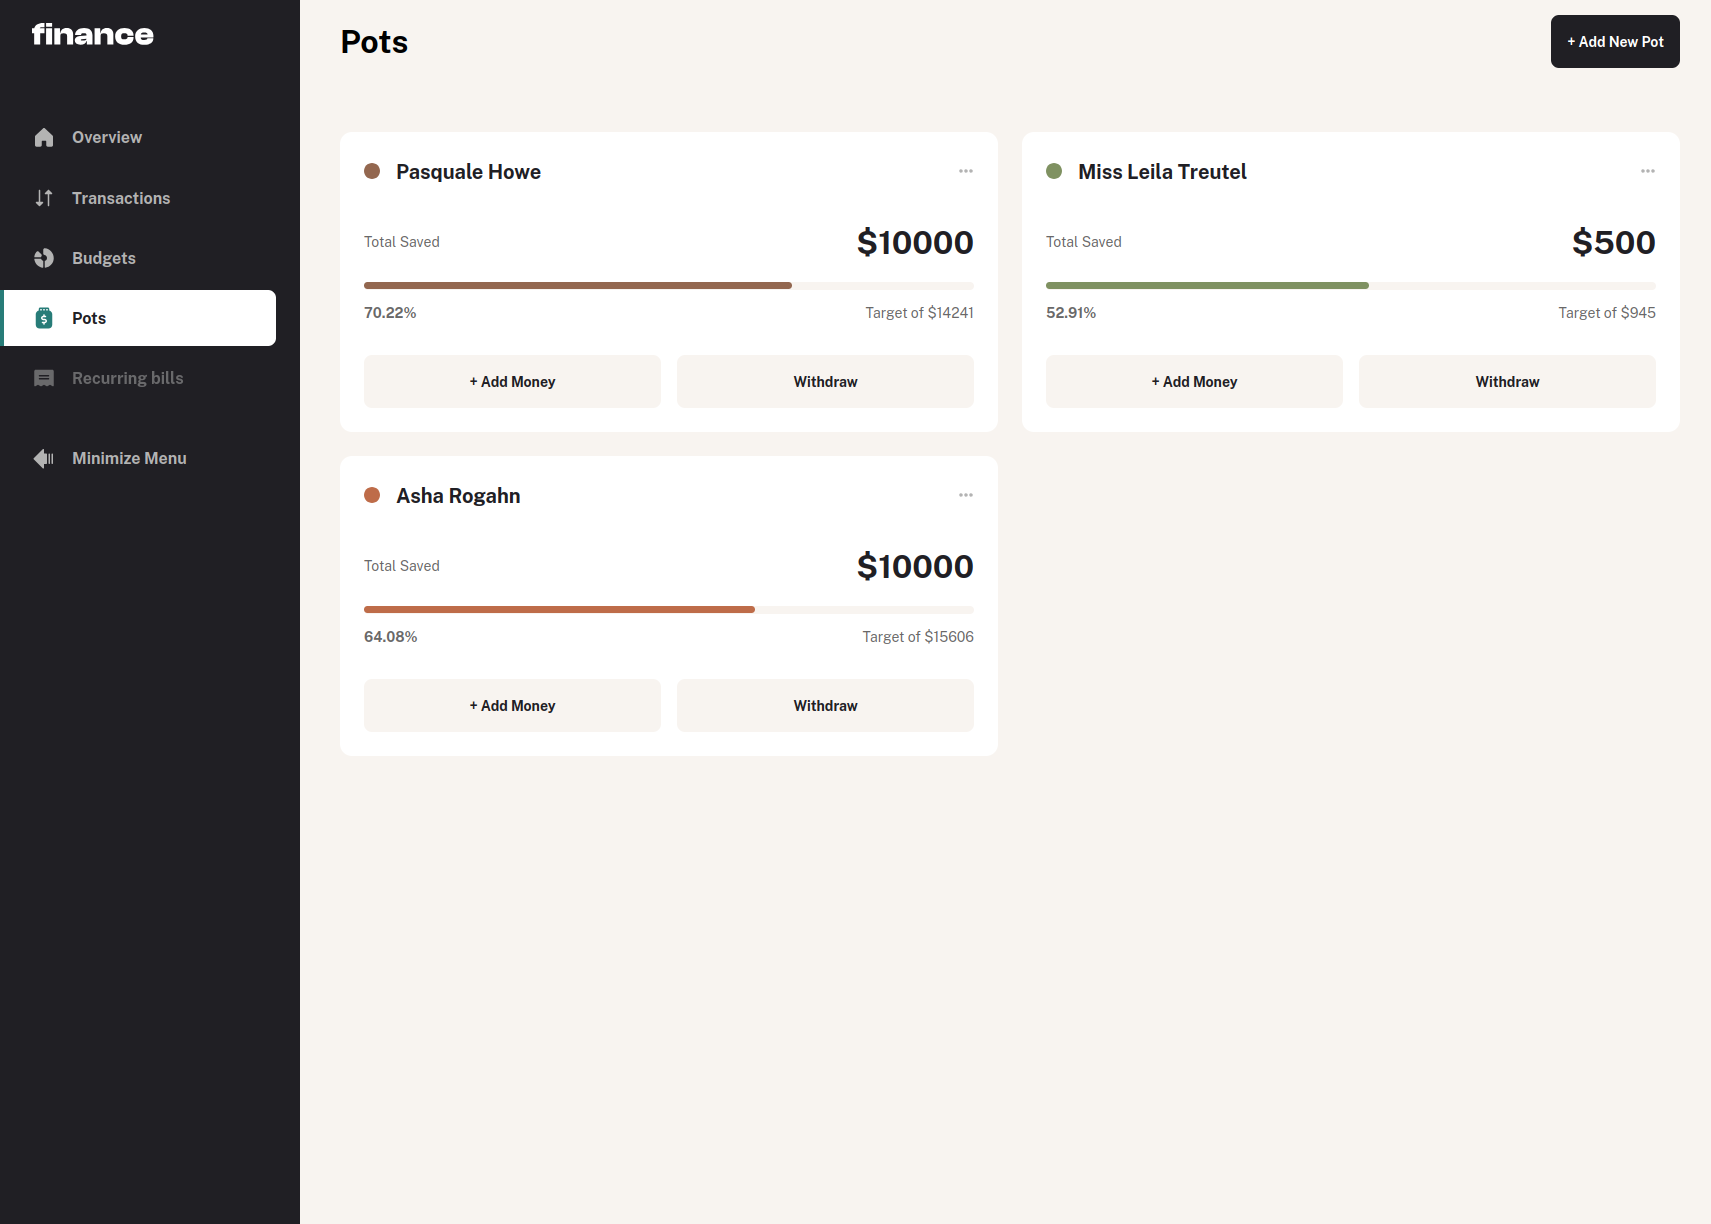 finance
Overview
Transactions
Budgets
Pots
Recurring bills
Minimize Menu
Pots
+ Add New Pot
Pasquale Howe
Total Saved
$10000
70.22%
Target of $14241
+ Add Money
Withdraw
Miss Leila Treutel
Total Saved
$500
52.91%
Target of $945
+ Add Money
Withdraw
Asha Rogahn
Total Saved
$10000
64.08%
Target of $15606
+ Add Money
Withdraw